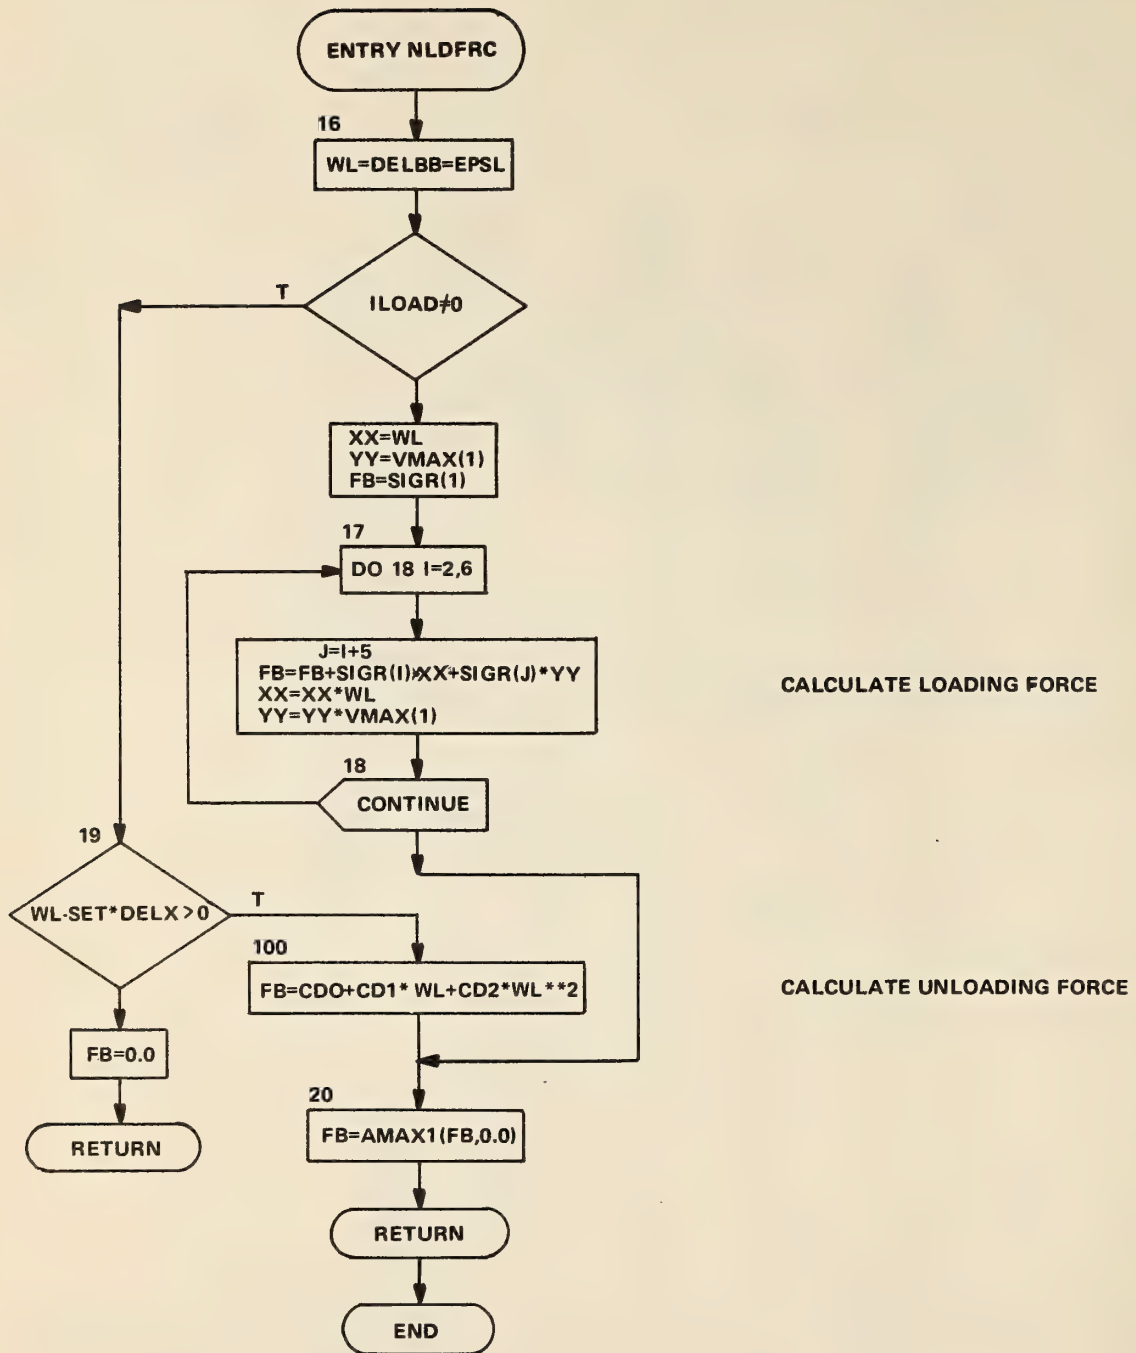 ENTRY NLDFRC
16
WL=DELBB=EPSL
T
ILOAD≠0
XX=WL
YY=VMAX(1)
FB=SIGR(1)
17
DO 18 I=2,6
J=I+5
FB=FB+SIGR(I)*XX+SIGR(J)*YY
XX=XX*WL
YY=YY*VMAX(1)
CALCULATE LOADING FORCE
18
CONTINUE
19
WL-SET*DELX>0
T
100
FB=CDO+CD1* WL+CD2*WL**2
CALCULATE UNLOADING FORCE
FB=0.0
20
FB=AMAX1(FB,0.0)
RETURN
RETURN
END